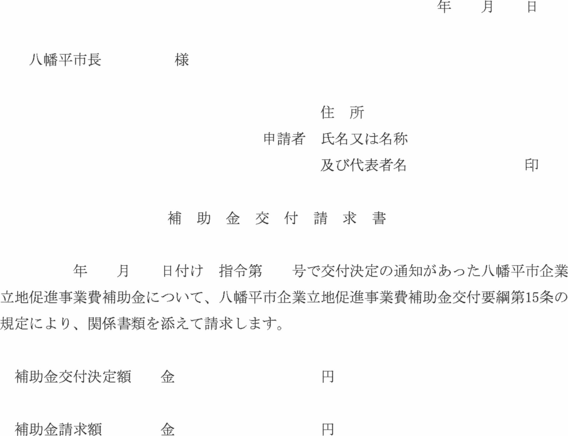 年　　月　　日
八幡平市長　　　　　様
住　所
申請者　氏名又は名称
及び代表者名　　　　　　　　印
補　助　金　交　付　請　求　書
年　　月　　日付け　指令第　　号で交付決定の通知があった八幡平市企業
立地促進事業費補助金について、八幡平市企業立地促進事業費補助金交付要綱第15条の
規定により、関係書類を添えて請求します。
補助金交付決定額　　金　　　　　　　　　　円
補助金請求額　　　　金　　　　　　　　　　円